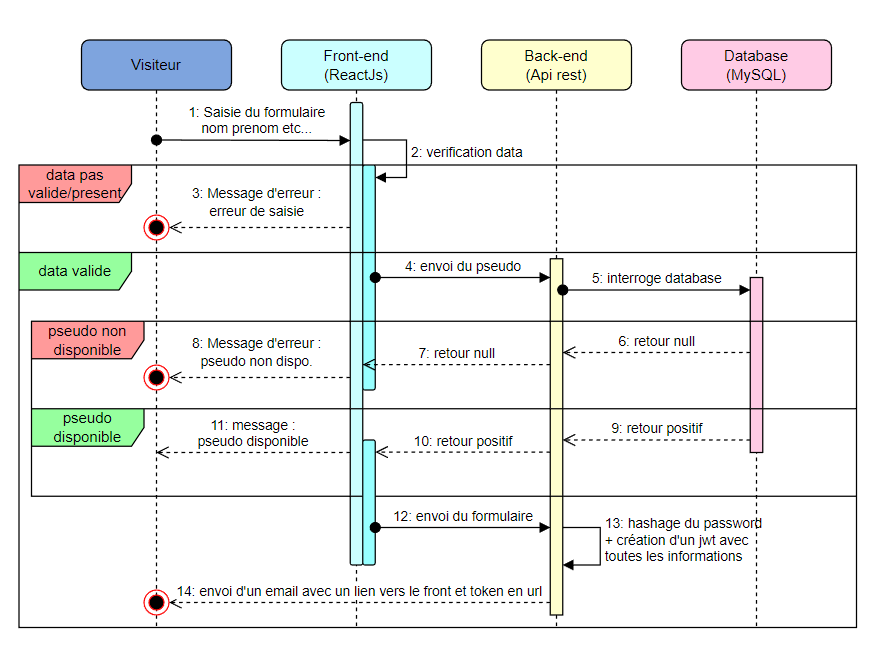 Visiteur
Front-end
(ReactJs)
Back-end
(Api rest)
Database
(MySQL)
1: Saisie du formulaire
nom prenom etc...
2: verification data
data pas
valide/present
3: Message d'erreur :
erreur de saisie
data valide
4: envoi du pseudo
5: interroge database
pseudo non
disponible
8: Message d'erreur :
pseudo non dispo.
7: retour null
6: retour null
pseudo
disponible
11: message :
pseudo disponible
10: retour positif
9: retour positif
12: envoi du formulaire
13: hashage du password
+ création d'un jwt avec
toutes les informations
14: envoi d'un email avec un lien vers le front et token en url